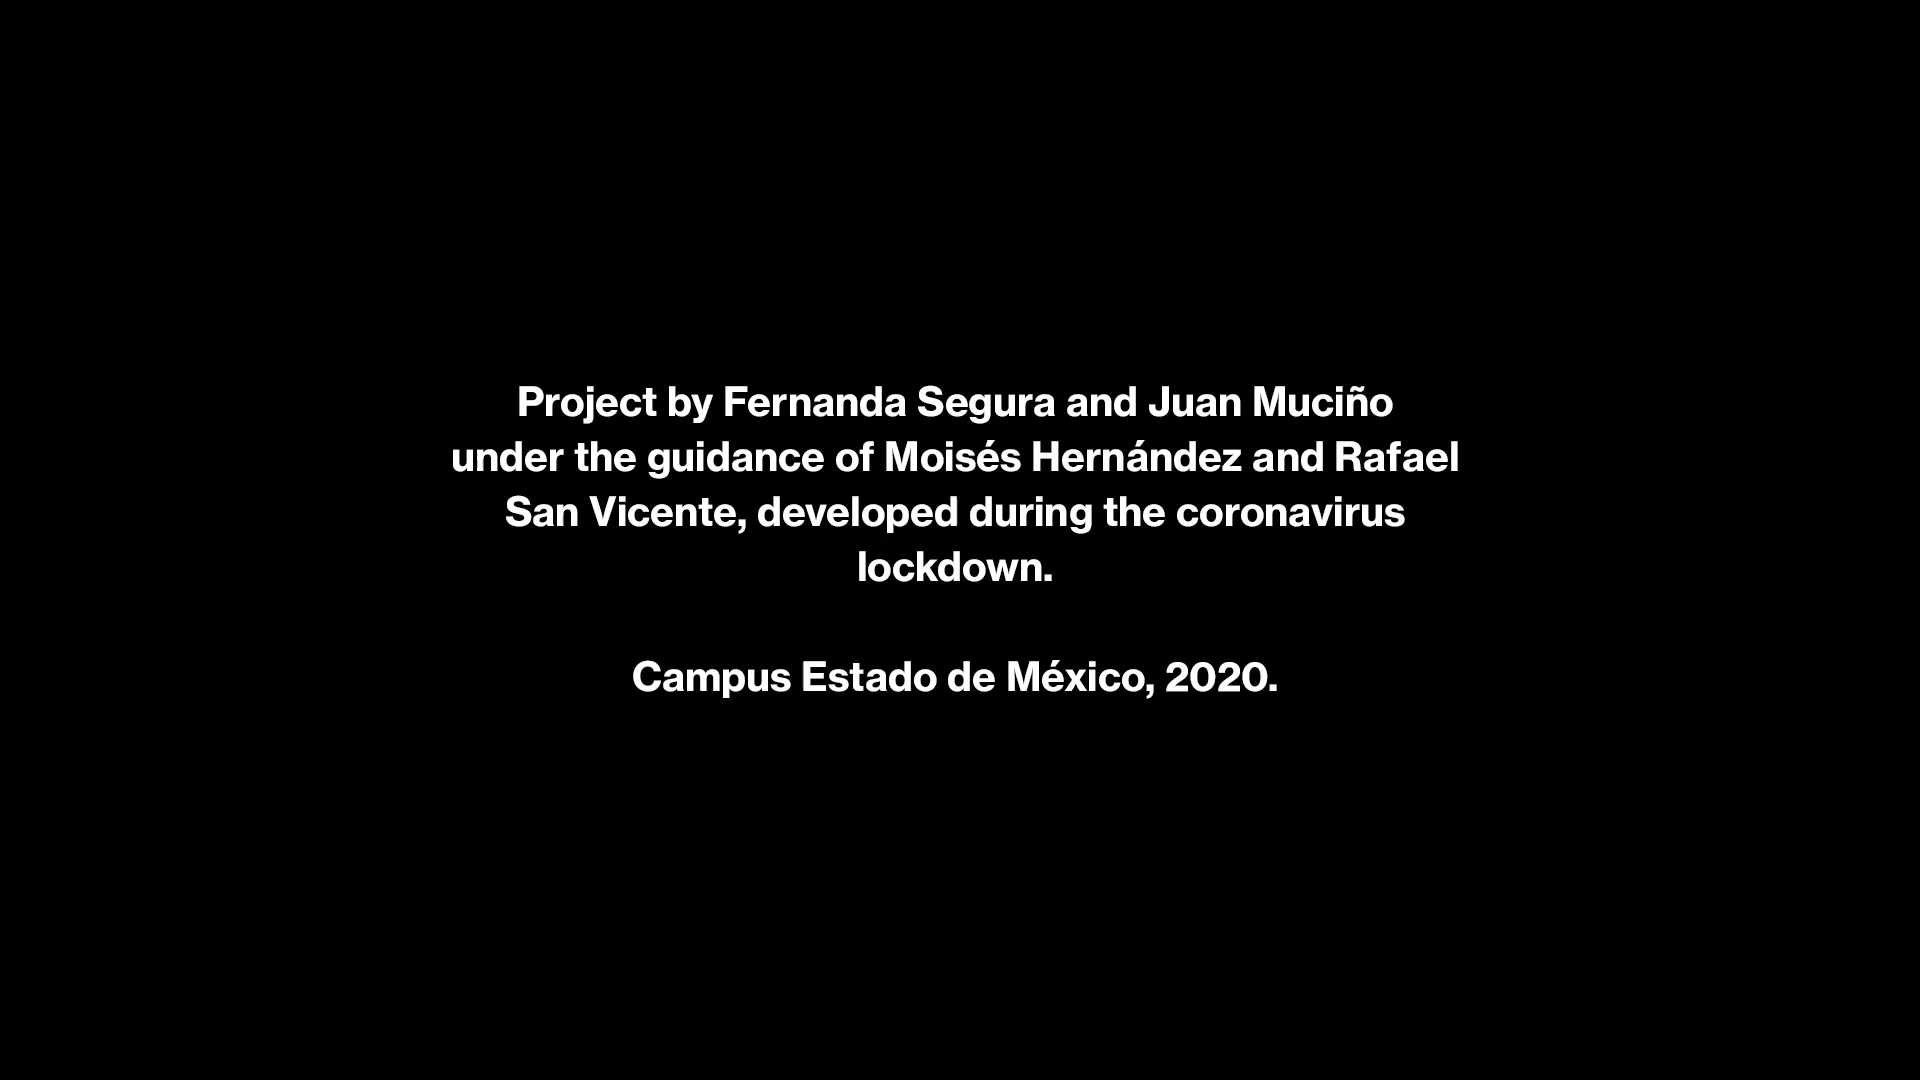 Project by Fernanda Segura and Juan Muciño
under the guidance of Moisés Hernández and Rafael
San Vicente, developed during the coronavirus
lockdown.
Campus Estado de México, 2020.